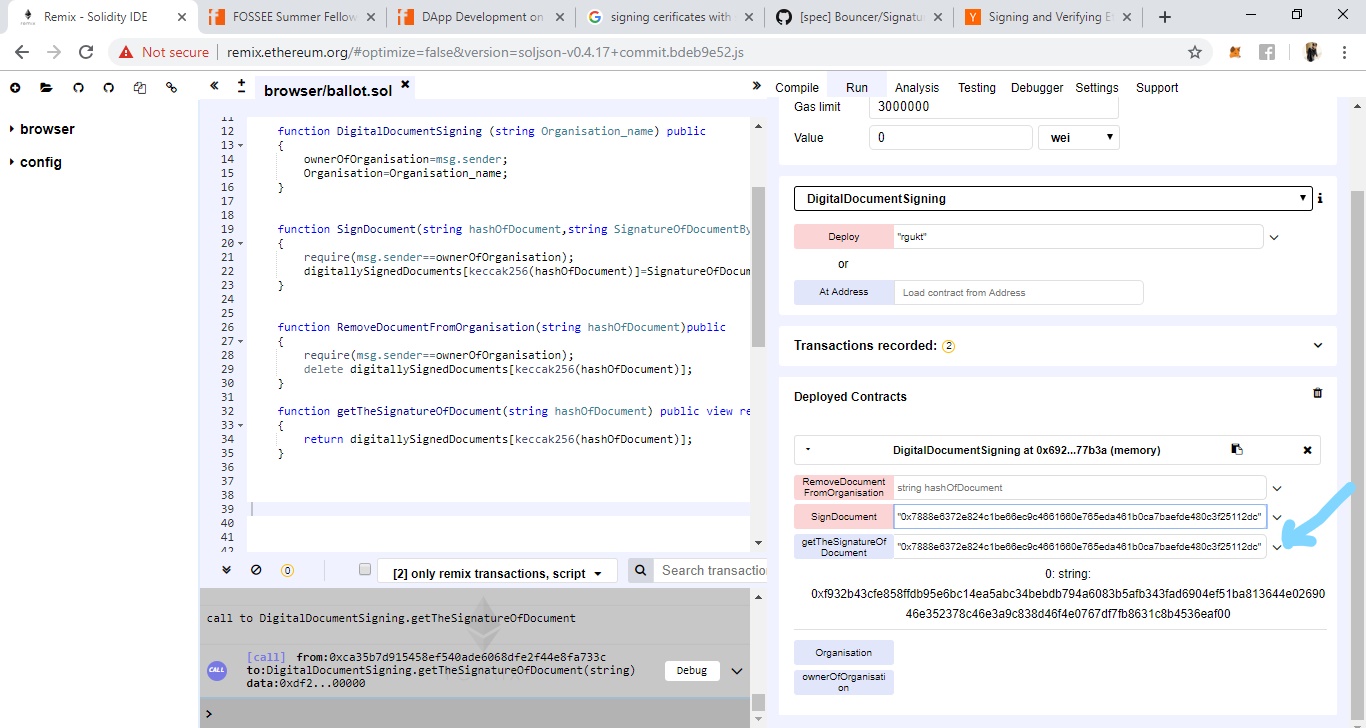 Remix - Solidity IDE
FOSSEE Summer Fellow
DApp Development on
signing cerificates with
[spec] Bouncer/Signatu
Signing and Verifying Et
Not secure
remix.ethereum.org/#optimize=false&version=soljson-v0.4.17+commit.bdeb9e52.js
browser
config
browser/ballot.sol
Compile Run Analysis Testing Debugger Settings Support
11
12 function DigitalDocumentSigning (string Organisation_name) public
13 {
14 ownerOfOrganisation=msg.sender;
15 Organisation=Organisation_name;
16 }
17
18
19 function SignDocument(string hashOfDocument,string SignatureOfDocumentBy
20 {
21 require(msg.sender==ownerOfOrganisation);
22 digitallySignedDocuments[keccak256(hashOfDocument)]=SignatureOfDocum
23 }
24
25
26 function RemoveDocumentFromOrganisation(string hashOfDocument)public
27 {
28 require(msg.sender==ownerOfOrganisation);
29 delete digitallySignedDocuments[keccak256(hashOfDocument)];
30 }
31
32 function getTheSignatureOfDocument(string hashOfDocument) public view re
33 {
34 return digitallySignedDocuments[keccak256(hashOfDocument)];
35 }
36
37
38
39
40
41
42
0
[2] only remix transactions, script
Search transactio
call to DigitalDocumentSigning.getTheSignatureOfDocument
CALL
[call] from:0xca35b7d915458ef540ade6068dfe2f44e8fa733c
to:DigitalDocumentSigning.getTheSignatureOfDocument(string)
data:0xdf2...00000
Debug
>
Gas limit 3000000
Value 0 wei
DigitalDocumentSigning
Deploy "rgukt"
or
At Address Load contract from Address
Transactions recorded: 2
Deployed Contracts
DigitalDocumentSigning at 0x692...77b3a (memory)
RemoveDocument
FromOrganisation
string hashOfDocument
SignDocument "0x7888e6372e824c1be66ec9c4661660e765eda461b0ca7baefde480c3f25112dc"
getTheSignatureOf
Document
"0x7888e6372e824c1be66ec9c4661660e765eda461b0ca7baefde480c3f25112dc"
0: string:
0xf932b43cfe858ffdb95e6bc14ea5abc34bebdb794a6083b5afb343fad6904ef51ba813644e02690
46e352378c46e3a9c838d46f4e0767df7fb8631c8b4536eaf00
Organisation
ownerOfOrganisati
on